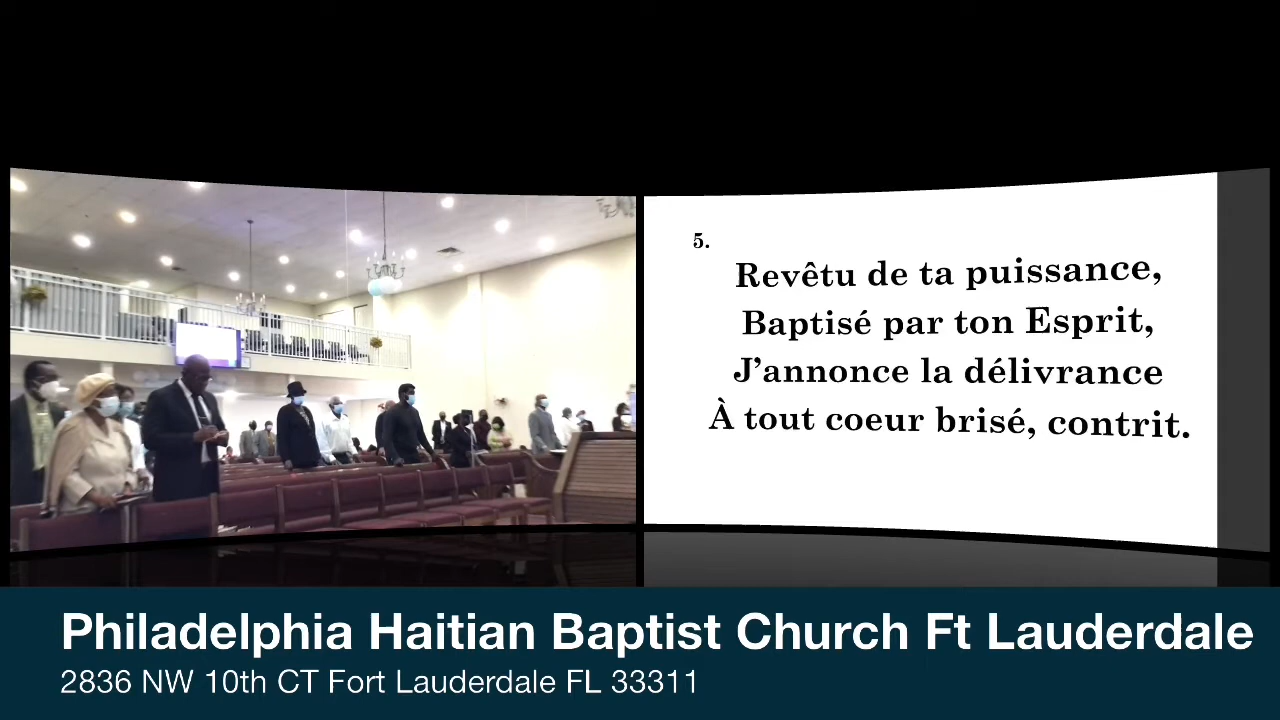 5.
Revêtu de ta puissance,
Baptisé par ton Esprit,
J’annonce la délivrance
À tout coeur brisé, contrit.
Philadelphia Haitian Baptist Church Ft Lauderdale
2836 NW 10th CT Fort Lauderdale FL 33311